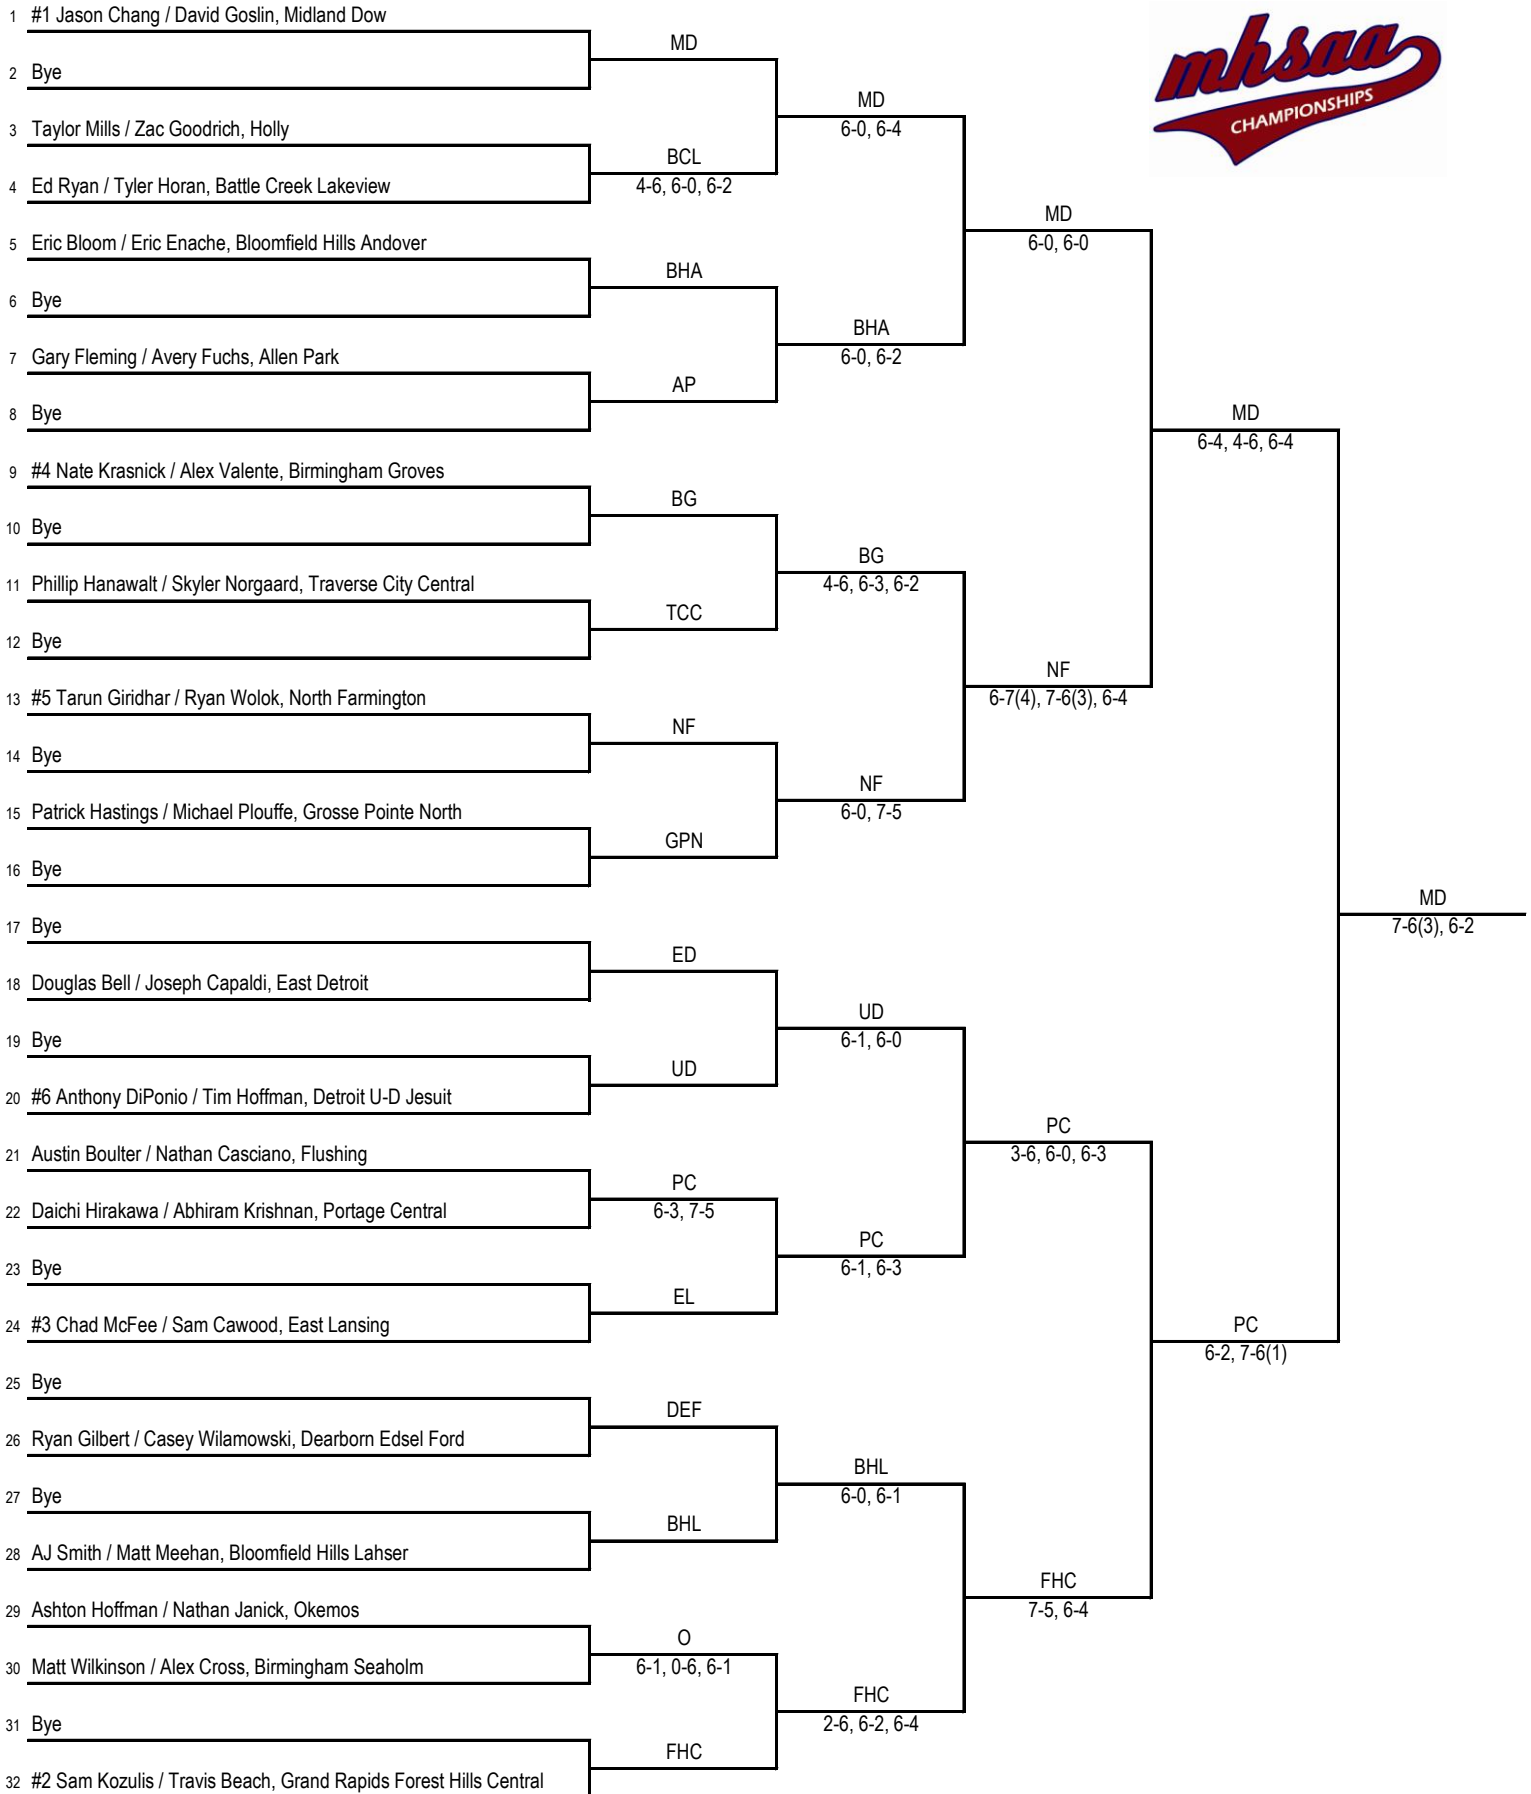 1 #1 Jason Chang / David Goslin, Midland Dow
2 Bye
3 Taylor Mills / Zac Goodrich, Holly
4 Ed Ryan / Tyler Horan, Battle Creek Lakeview
5 Eric Bloom / Eric Enache, Bloomfield Hills Andover
6 Bye
7 Gary Fleming / Avery Fuchs, Allen Park
8 Bye
9 #4 Nate Krasnick / Alex Valente, Birmingham Groves
10 Bye
11 Phillip Hanawalt / Skyler Norgaard, Traverse City Central
12 Bye
13 #5 Tarun Giridhar / Ryan Wolok, North Farmington
14 Bye
15 Patrick Hastings / Michael Plouffe, Grosse Pointe North
16 Bye
17 Bye
18 Douglas Bell / Joseph Capaldi, East Detroit
19 Bye
20 #6 Anthony DiPonio / Tim Hoffman, Detroit U-D Jesuit
21 Austin Boulter / Nathan Casciano, Flushing
22 Daichi Hirakawa / Abhiram Krishnan, Portage Central
23 Bye
24 #3 Chad McFee / Sam Cawood, East Lansing
25 Bye
26 Ryan Gilbert / Casey Wilamowski, Dearborn Edsel Ford
27 Bye
28 AJ Smith / Matt Meehan, Bloomfield Hills Lahser
29 Ashton Hoffman / Nathan Janick, Okemos
30 Matt Wilkinson / Alex Cross, Birmingham Seaholm
31 Bye
32 #2 Sam Kozulis / Travis Beach, Grand Rapids Forest Hills Central
MD
BCL
4-6, 6-0, 6-2
BHA
AP
BG
TCC
NF
GPN
ED
UD
PC
6-3, 7-5
EL
DEF
BHL
O
6-1, 0-6, 6-1
FHC
MD
6-0, 6-4
BHA
6-0, 6-2
BG
4-6, 6-3, 6-2
NF
6-0, 7-5
UD
6-1, 6-0
PC
6-1, 6-3
BHL
6-0, 6-1
FHC
2-6, 6-2, 6-4
MD
6-0, 6-0
NF
6-7(4), 7-6(3), 6-4
PC
3-6, 6-0, 6-3
FHC
7-5, 6-4
MD
6-4, 4-6, 6-4
PC
6-2, 7-6(1)
MD
7-6(3), 6-2
mhsaa
CHAMPIONSHIPS